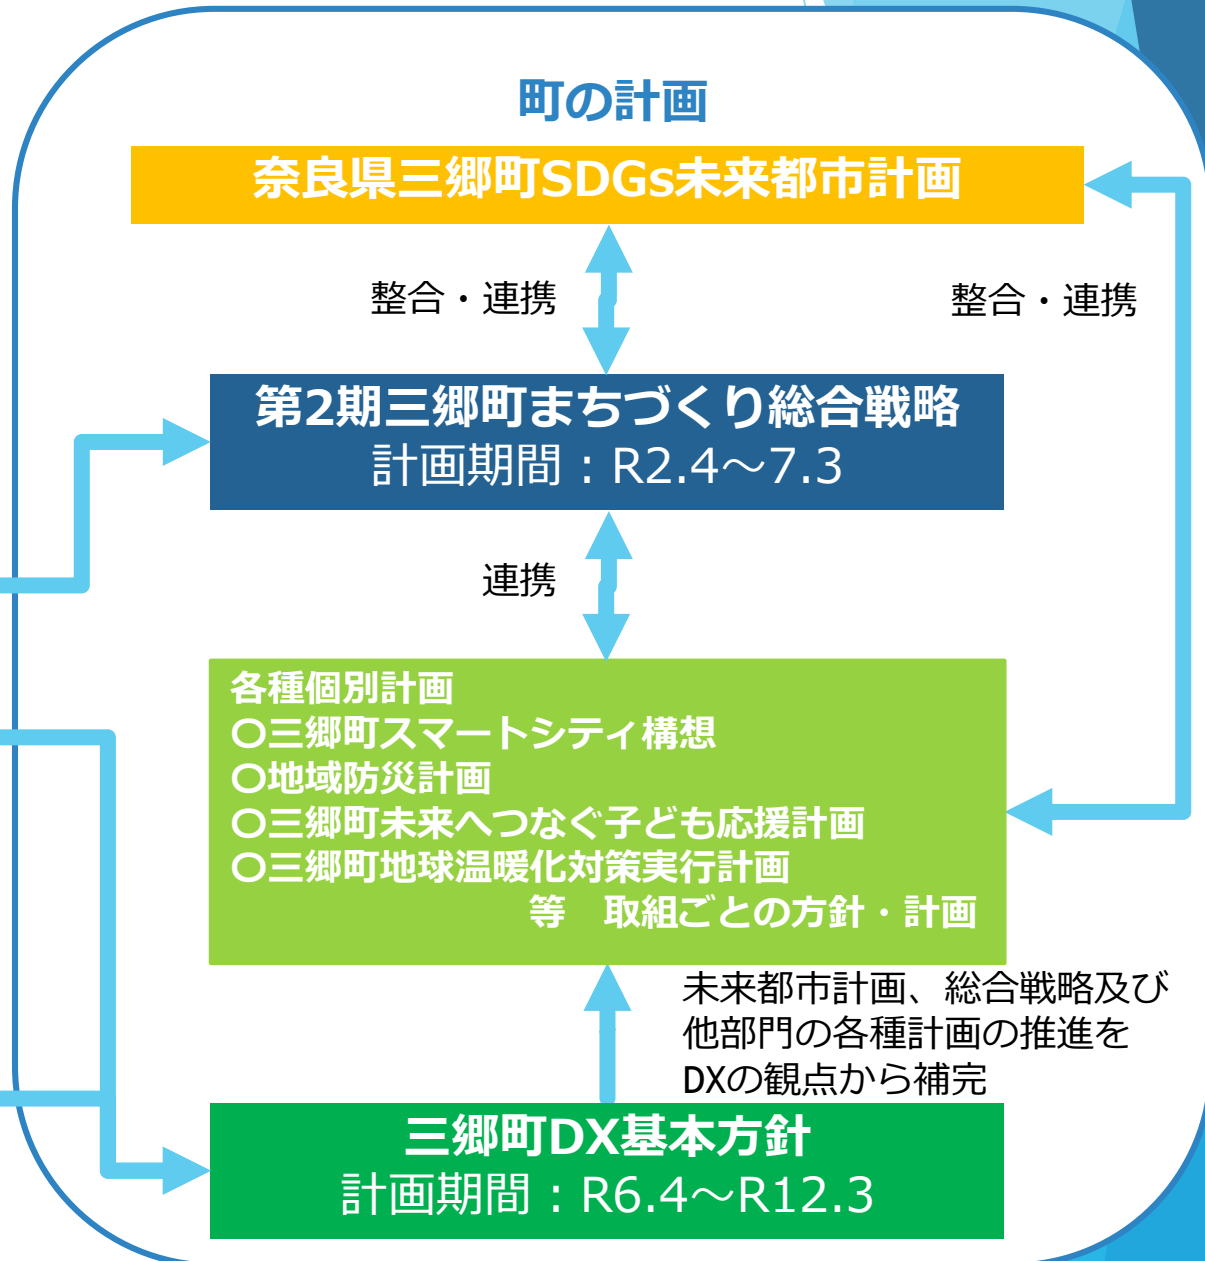 町の計画
奈良県三郷町SDGs未来都市計画
整合・連携
整合・連携
第2期三郷町まちづくり総合戦略
計画期間：R2.4～7.3
連携
各種個別計画
〇三郷町スマートシティ構想
〇地域防災計画
〇三郷町未来へつなぐ子ども応援計画
〇三郷町地球温暖化対策実行計画
等　取組ごとの方針・計画
未来都市計画、総合戦略及び
他部門の各種計画の推進を
DXの観点から補完
三郷町DX基本方針
計画期間：R6.4～R12.3